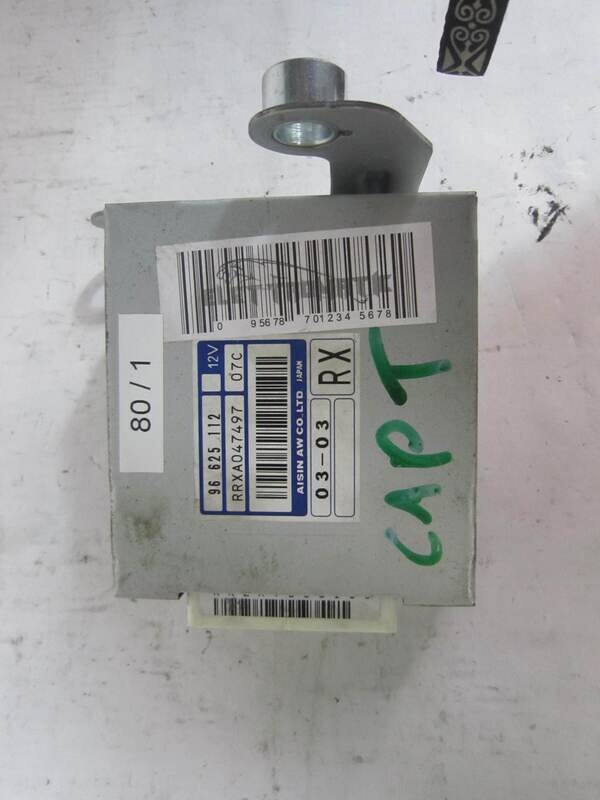 0 95678 701234 5678
80 / 1
96 625 112
12V
RRXA047497
07C
AISIN AW CO., LTD JAPAN
03-03
RX
CAPT